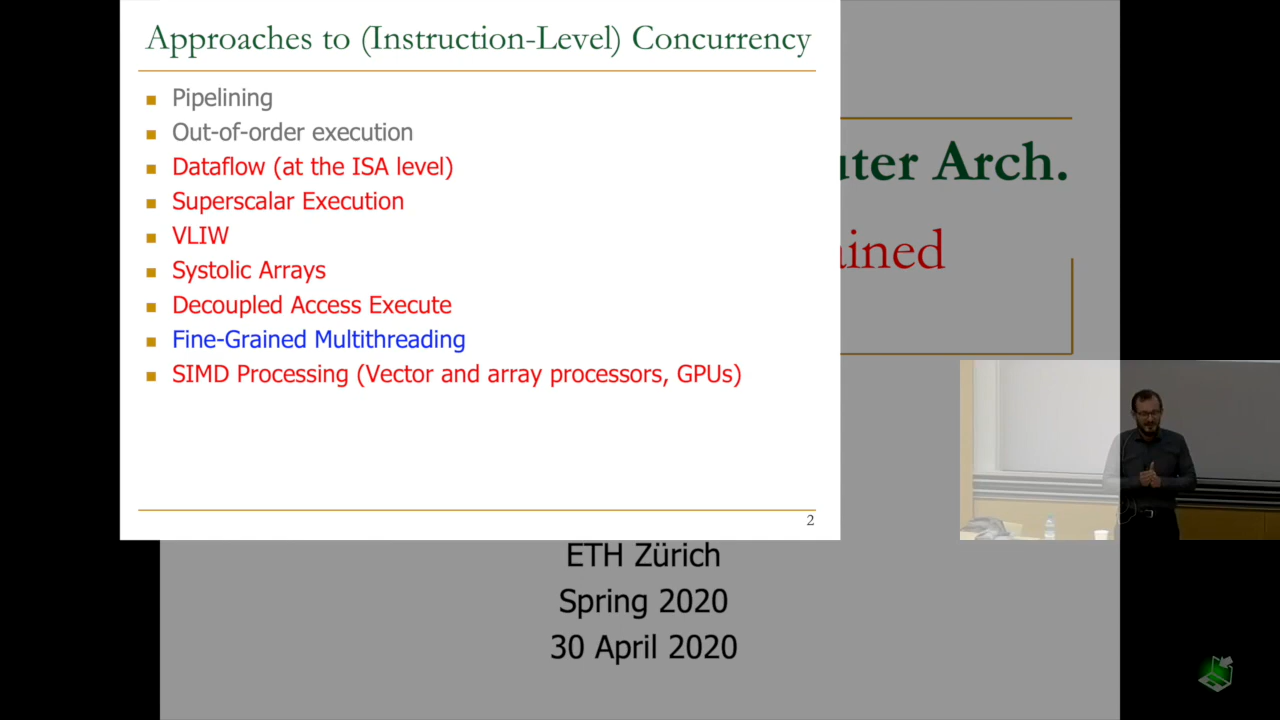 Approaches to (Instruction-Level) Concurrency
Pipelining
Out-of-order execution
Dataflow (at the ISA level)
Superscalar Execution
VLIW
Systolic Arrays
Decoupled Access Execute
Fine-Grained Multithreading
SIMD Processing (Vector and array processors, GPUs)
2
Arch.
ETH Zürich
Spring 2020
30 April 2020